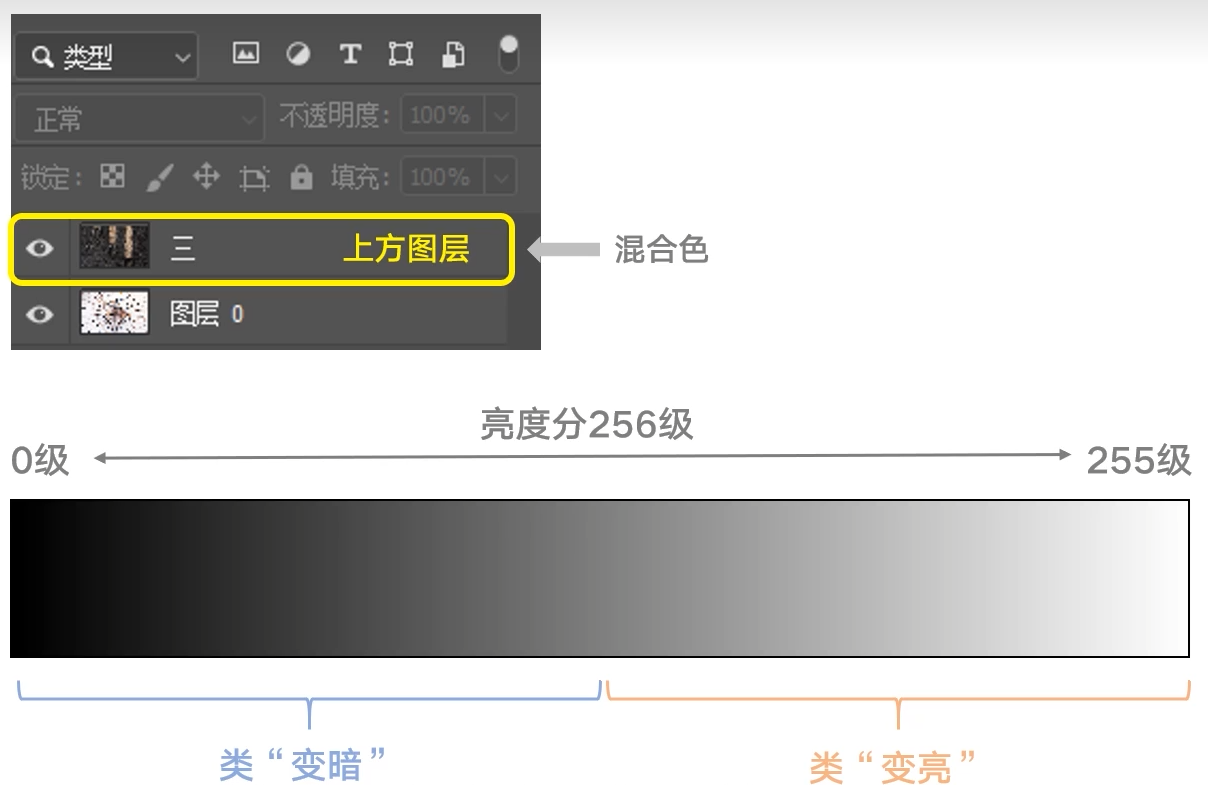 类型
正常 不透明度: 100%
锁定: 填充: 100%
三 上方图层 混合色
图层 0
亮度分256级
0级 255级
类“变暗” 类“变亮”